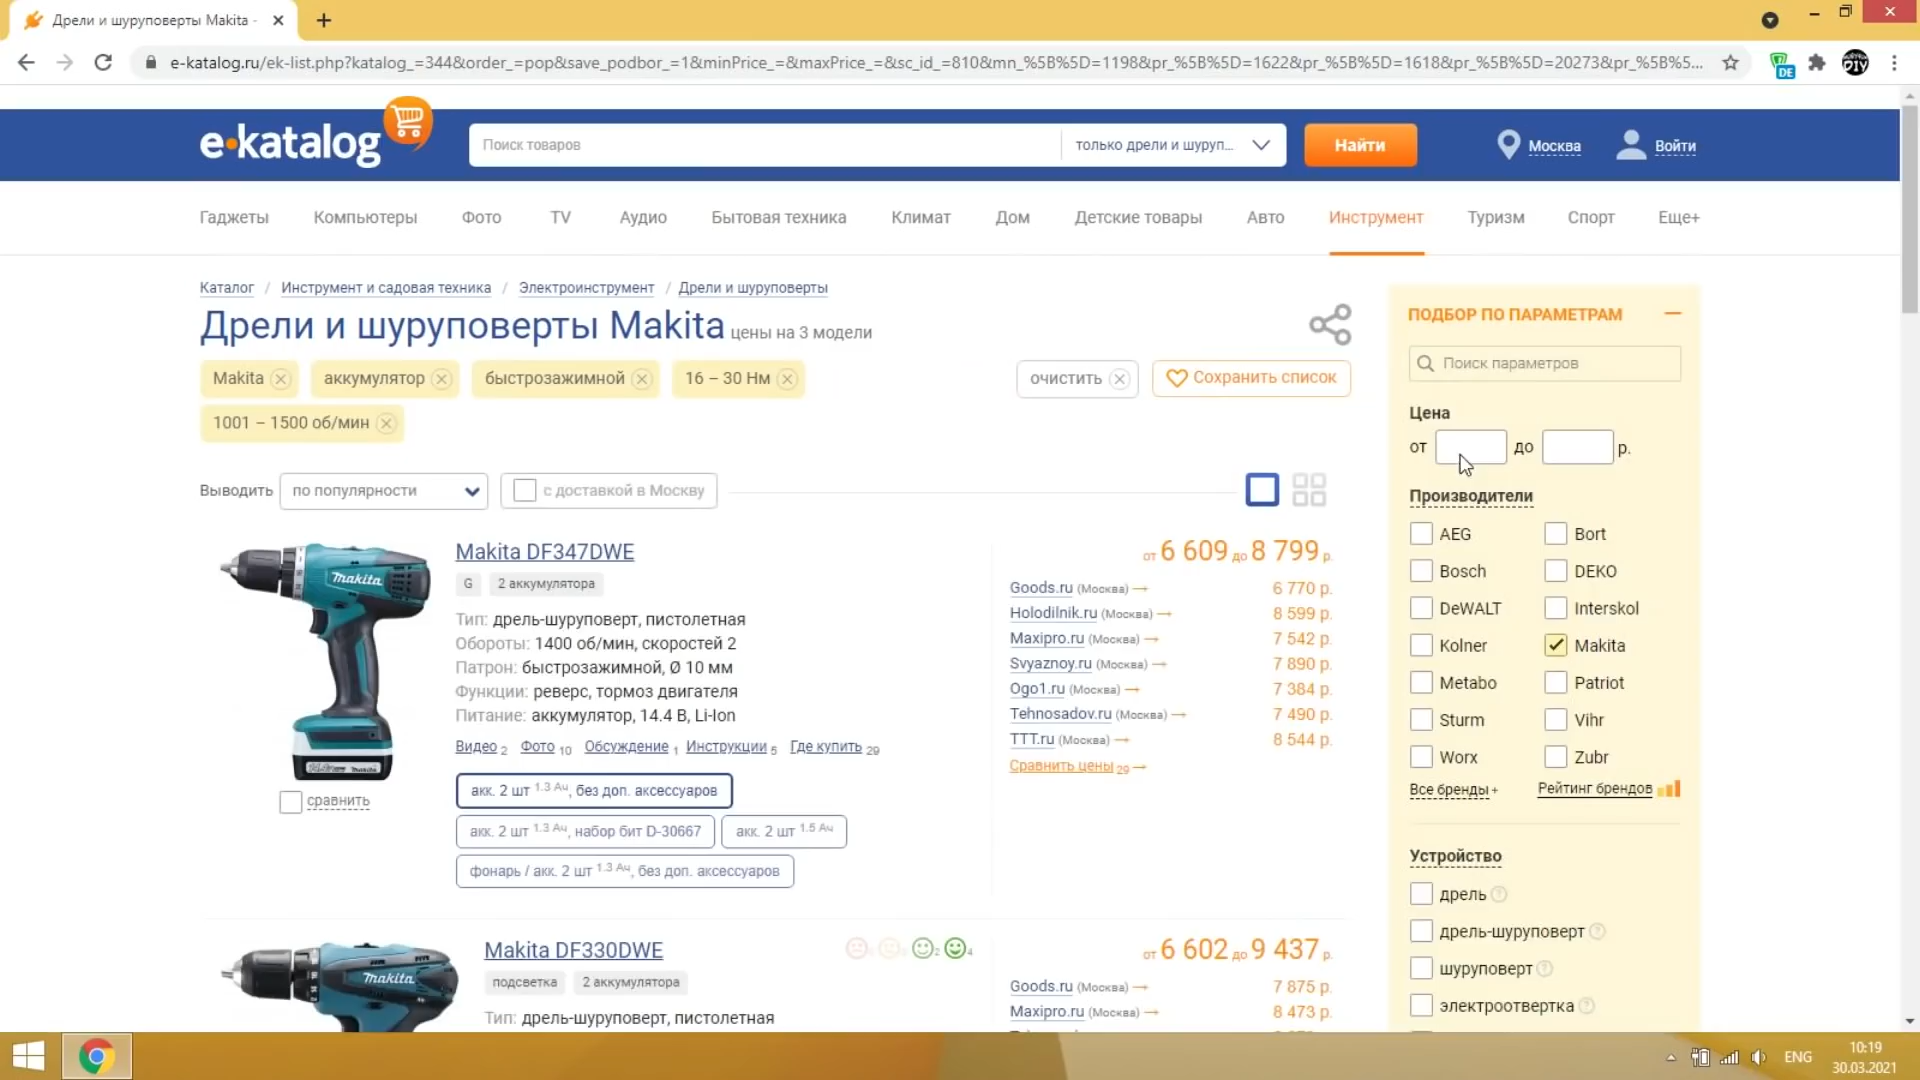 Дрели и шуруповерты Makita -
e-katalog.ru/ek-list.php?katalog_=344&order_=pop&save_podbor_=1&minPrice_=&maxPrice_=&sc_id_=810&mn_%5B%5D=1198&pr_%5B%5D=1622&pr_%5B%5D=1618&pr_%5B%5D=20273&pr_%5B%5...
DE
DIY
e·katalog
Поиск товаров
только дрели и шуруп...
Найти
Москва
Войти
Гаджеты Компьютеры Фото TV Аудио Бытовая техника Климат Дом Детские товары Авто Инструмент Туризм Спорт Еще+
Каталог / Инструмент и садовая техника / Электроинструмент / Дрели и шуруповерты
Дрели и шуруповерты Makita цены на 3 модели
Makita
аккумулятор
быстрозажимной
16 – 30 Нм
очистить
Сохранить список
1001 – 1500 об/мин
Выводить
по популярности
с доставкой в Москву
Makita DF347DWE
G
2 аккумулятора
Тип: дрель-шуруповерт, пистолетная
Обороты: 1400 об/мин, скоростей 2
Патрон: быстрозажимной, Ø 10 мм
Функции: реверс, тормоз двигателя
Питание: аккумулятор, 14.4 В, Li-Ion
Видео 2 Фото 10 Обсуждение 1 Инструкции 5 Где купить 29
акк. 2 шт 1.3 Ач, без доп. аксессуаров
акк. 2 шт 1.3 Ач, набор бит D-30667
акк. 2 шт 1.5 Ач
фонарь / акк. 2 шт 1.3 Ач, без доп. аксессуаров
makita
сравнить
от 6 609 до 8 799 р.
Goods.ru (Москва) → 6 770 р.
Holodilnik.ru (Москва) → 8 599 р.
Maxipro.ru (Москва) → 7 542 р.
Svyaznoy.ru (Москва) → 7 890 р.
Ogo1.ru (Москва) → 7 384 р.
Tehnosadov.ru (Москва) → 7 490 р.
TTT.ru (Москва) → 8 544 р.
Сравнить цены 29 →
Makita DF330DWE
подсветка
2 аккумулятора
Тип: дрель-шуруповерт, пистолетная
makita
2
4
от 6 602 до 9 437 р.
Goods.ru (Москва) → 7 875 р.
Maxipro.ru (Москва) → 8 473 р.
ПОДБОР ПО ПАРАМЕТРАМ
Поиск параметров
Цена
от
до
р.
Производители
AEG Bort
Bosch DEKO
DeWALT Interskol
Kolner Makita
Metabo Patriot
Sturm Vihr
Worx Zubr
Все бренды+
Рейтинг брендов
Устройство
дрель
дрель-шуруповерт
шуруповерт
электроотвертка
ENG
10:19
30.03.2021